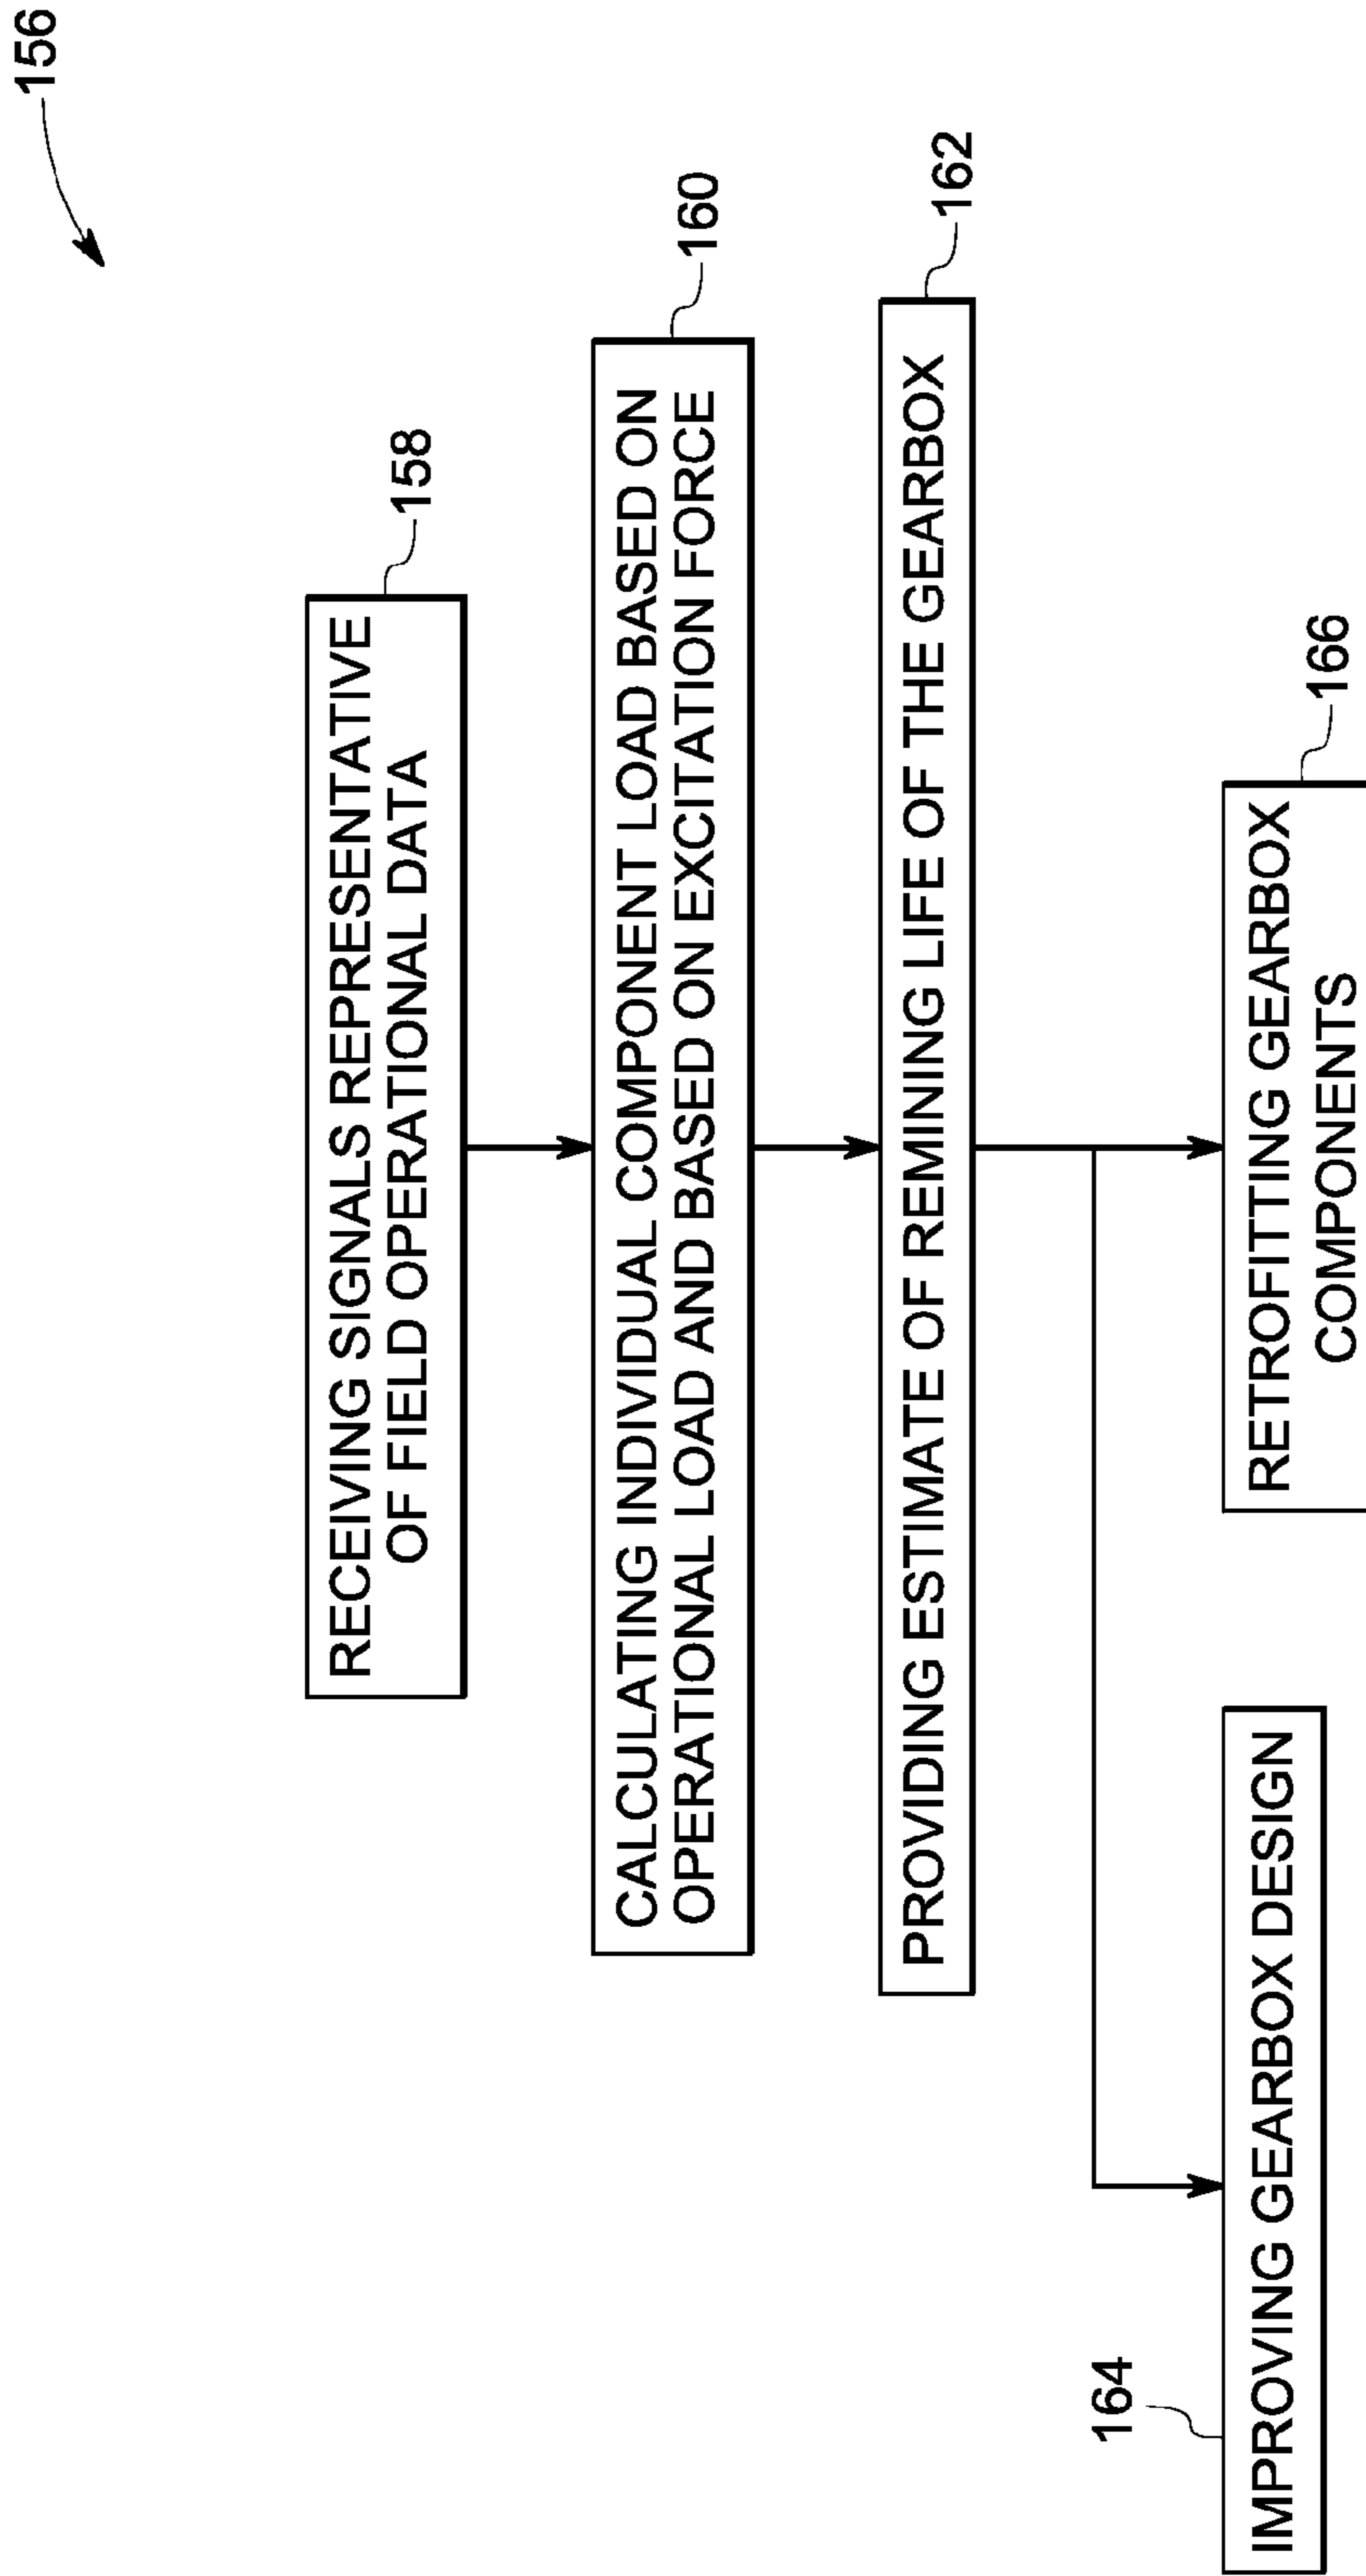 156
RECEIVING SIGNALS REPRESENTATIVE
OF FIELD OPERATIONAL DATA
158
CALCULATING INDIVIDUAL COMPONENT LOAD BASED ON
OPERATIONAL LOAD AND BASED ON EXCITATION FORCE
160
PROVIDING ESTIMATE OF REMINING LIFE OF THE GEARBOX
162
164
IMPROVING GEARBOX DESIGN
RETROFITTING GEARBOX
COMPONENTS
166